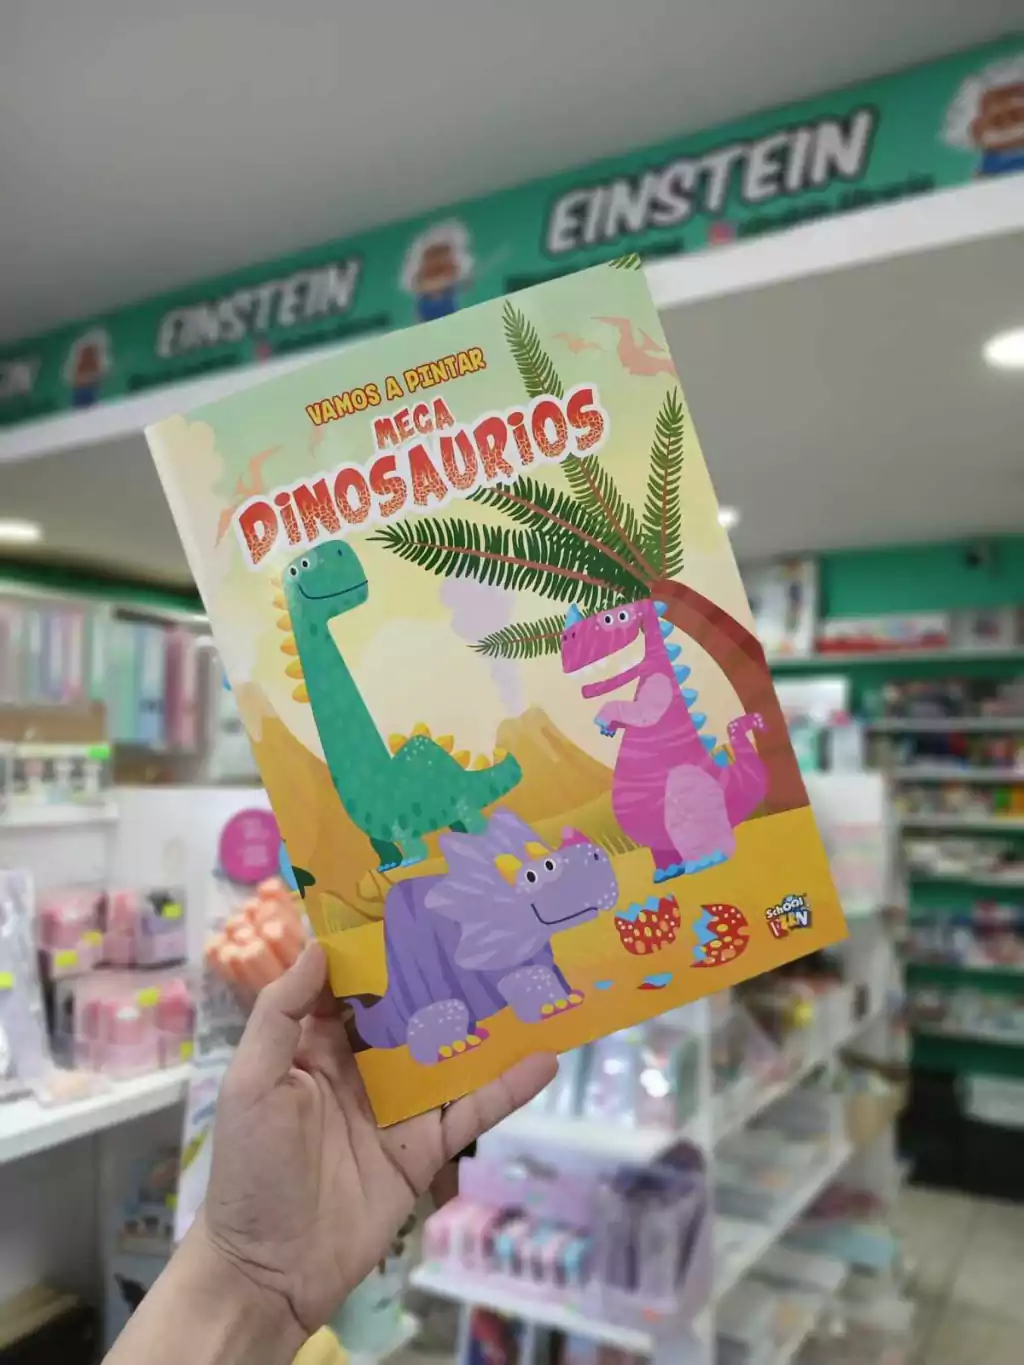 EINSTEIN
EINSTEIN
VAMOS A PINTAR
MEGA
DINOSAURIOS
SCHOOL
FUN